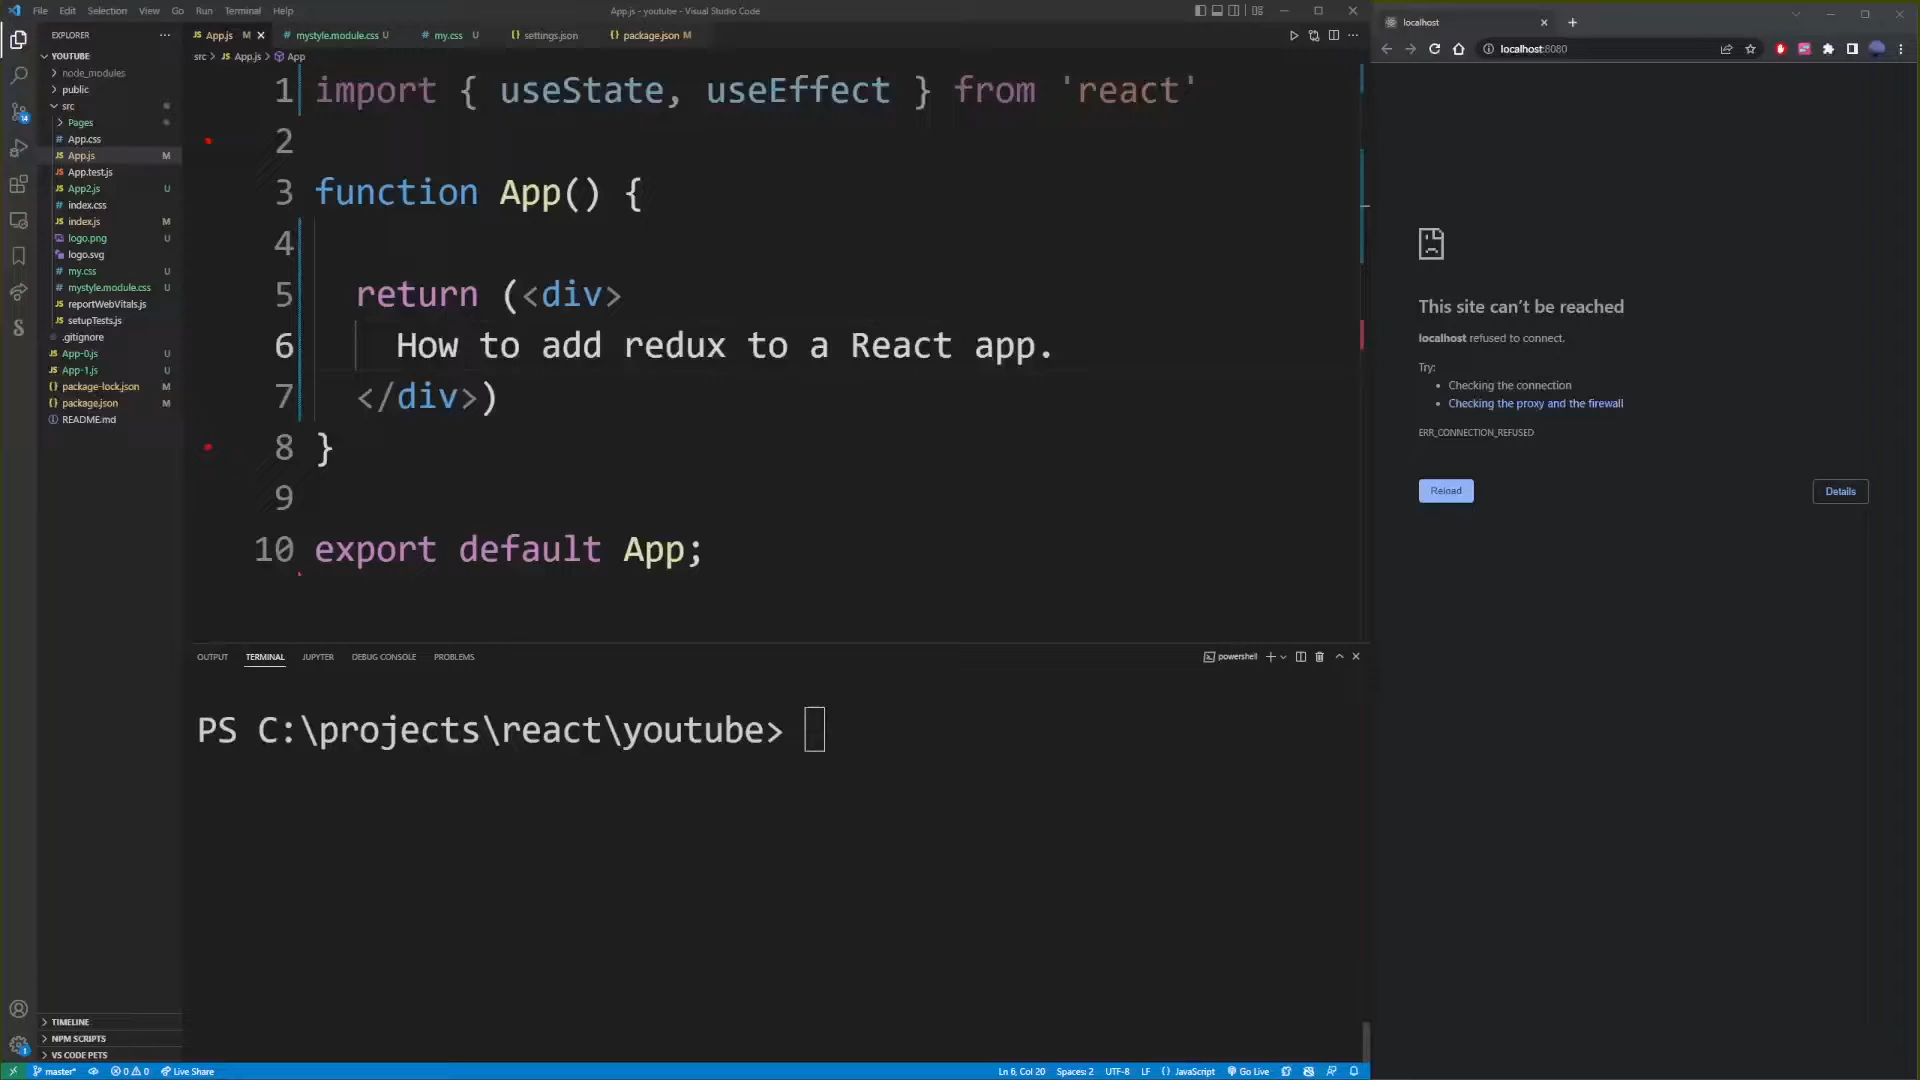 File Edit Selection View Go Run Terminal Help
App.js - youtube - Visual Studio Code
EXPLORER
YOUTUBE
node_modules
public
src
Pages
App.css
App.js M
App.test.js
App2.js U
index.css
index.js M
logo.png U
logo.svg
my.css U
mystyle.module.css U
reportWebVitals.js
setupTests.js
.gitignore
App-0.js U
App-1.js U
package-lock.json M
package.json M
README.md
TIMELINE
NPM SCRIPTS
VS CODE PETS
App.js M
mystyle.module.css U
my.css U
settings.json
package.json M
src > App.js > App
1 import { useState, useEffect } from 'react'
2
3 function App() {
4
5 return (<div>
6 How to add redux to a React app.
7 </div>)
8 }
9
10 export default App;
OUTPUT TERMINAL JUPYTER DEBUG CONSOLE PROBLEMS
powershell
PS C:\projects\react\youtube>
master* 0 0 Live Share
Ln 6, Col 20 Spaces: 2 UTF-8 LF {} JavaScript Go Live
localhost
localhost:8080
This site can’t be reached
localhost refused to connect.
Try:
• Checking the connection
• Checking the proxy and the firewall
ERR_CONNECTION_REFUSED
Reload
Details